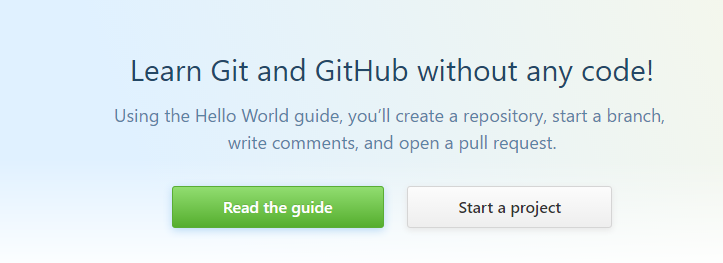 Learn Git and GitHub without any code!
Using the Hello World guide, you’ll create a repository, start a branch,
write comments, and open a pull request.
Read the guide
Start a project